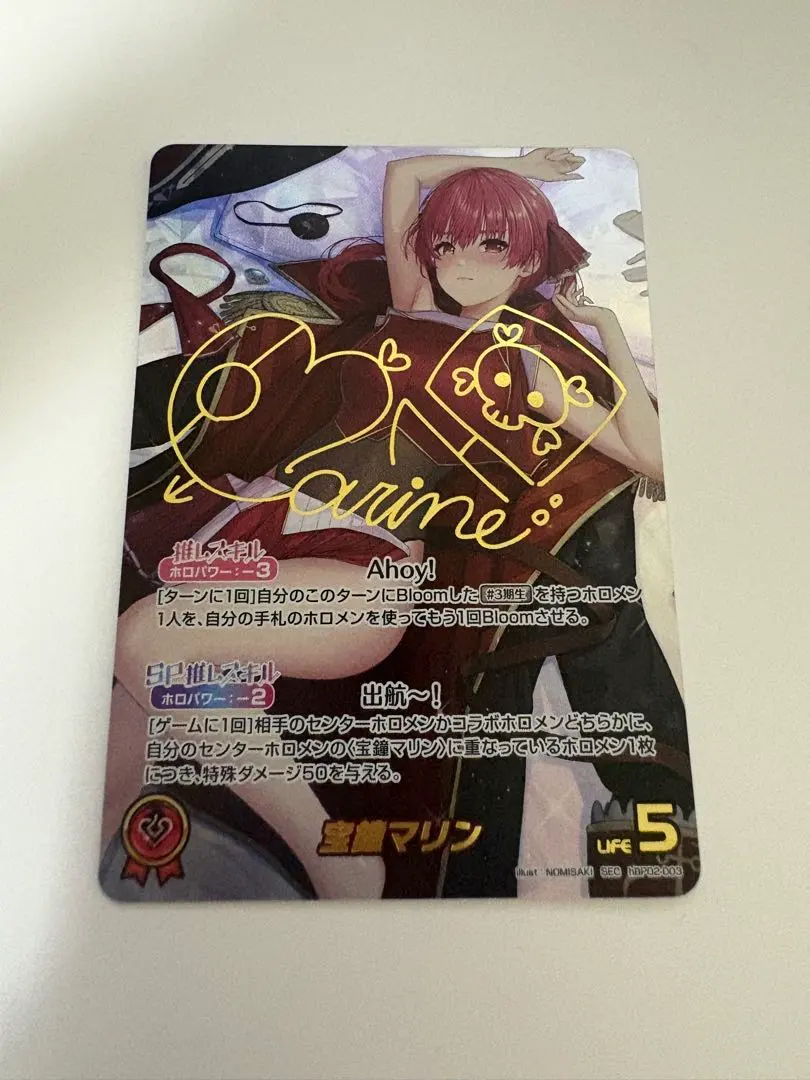 Marine
推しスキル
ホロパワー：－3
Ahoy!
[ターンに1回]自分のこのターンにBloomした #3期生 を持つホロメン
1人を、自分の手札のホロメンを使ってもう1回Bloomさせる。
SP推しスキル
ホロパワー：－2
出航～！
[ゲームに1回]相手のセンターホロメンかコラボホロメンどちらかに、
自分のセンターホロメンの〈宝鐘マリン〉に重なっているホロメン1枚
につき、特殊ダメージ50を与える。
宝鐘マリン
LIFE 5
illust：NOMISAKI SEC hBP02-003